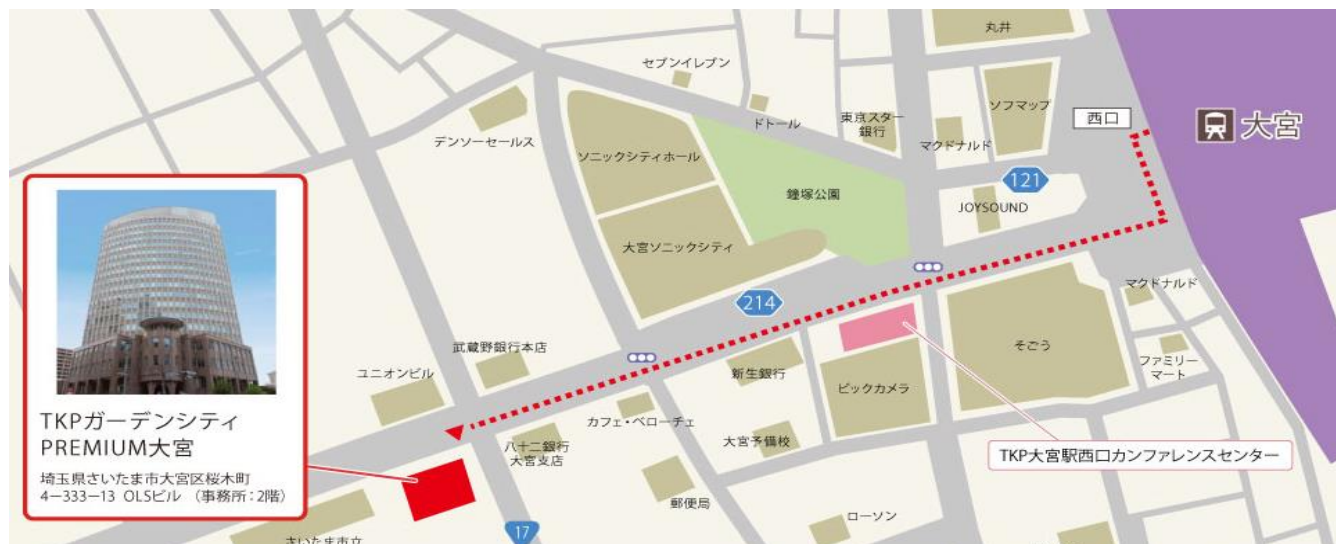 丸井
セブンイレブン
ソフマップ
ドトール
東京スター
銀行
西口
大宮
デンソーセールス
ソニックシティホール
マクドナルド
121
鐘塚公園
JOYSOUND
大宮ソニックシティ
マクドナルド
214
武蔵野銀行本店
そごう
ユニオンビル
新生銀行
ファミリー
マート
ビックカメラ
カフェ・ベローチェ
TKPガーデンシティ
PREMIUM大宮
八十二銀行
大宮支店
大宮予備校
TKP大宮駅西口カンファレンスセンター
埼玉県さいたま市大宮区桜木町
4-333-13 OLSビル (事務所:2階)
郵便局
ローソン
17
さいたま市立